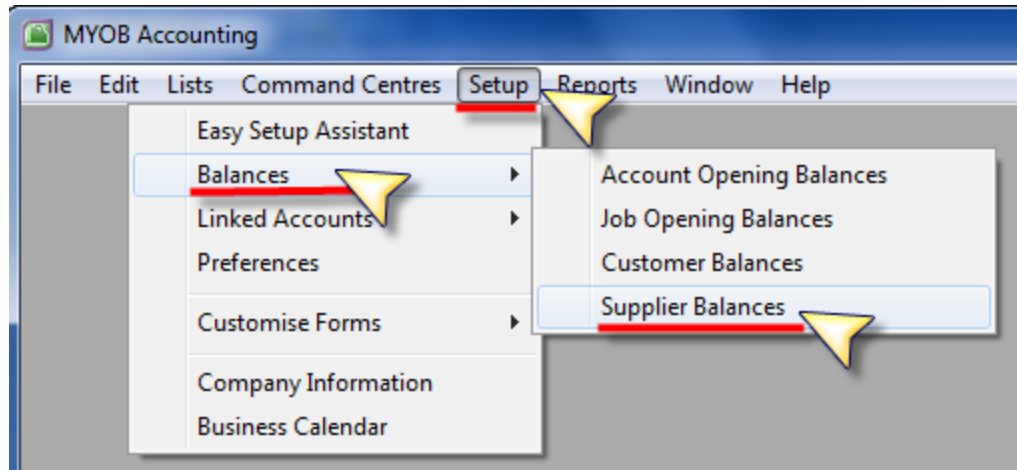 MYOB Accounting
File Edit Lists Command Centres Setup Reports Window Help
Easy Setup Assistant
Balances
Linked Accounts
Preferences
Customise Forms
Company Information
Business Calendar
Account Opening Balances
Job Opening Balances
Customer Balances
Supplier Balances